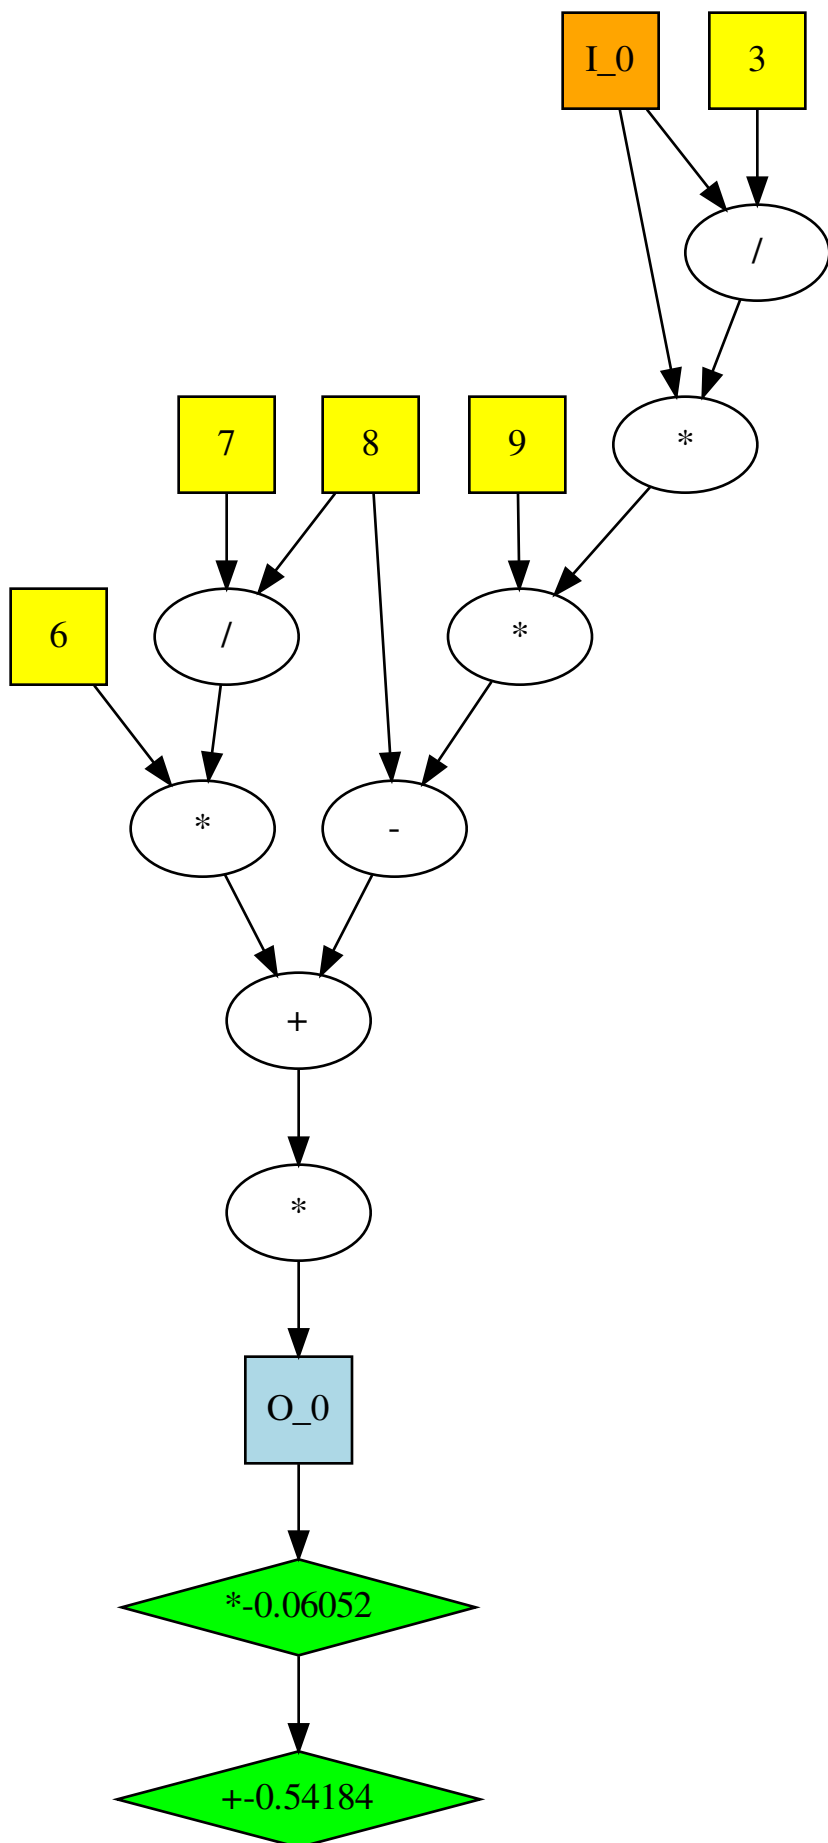 I_0 3
/
*
7 8 9
6 / *
* -
+
*
O_0
*-0.06052
+-0.54184